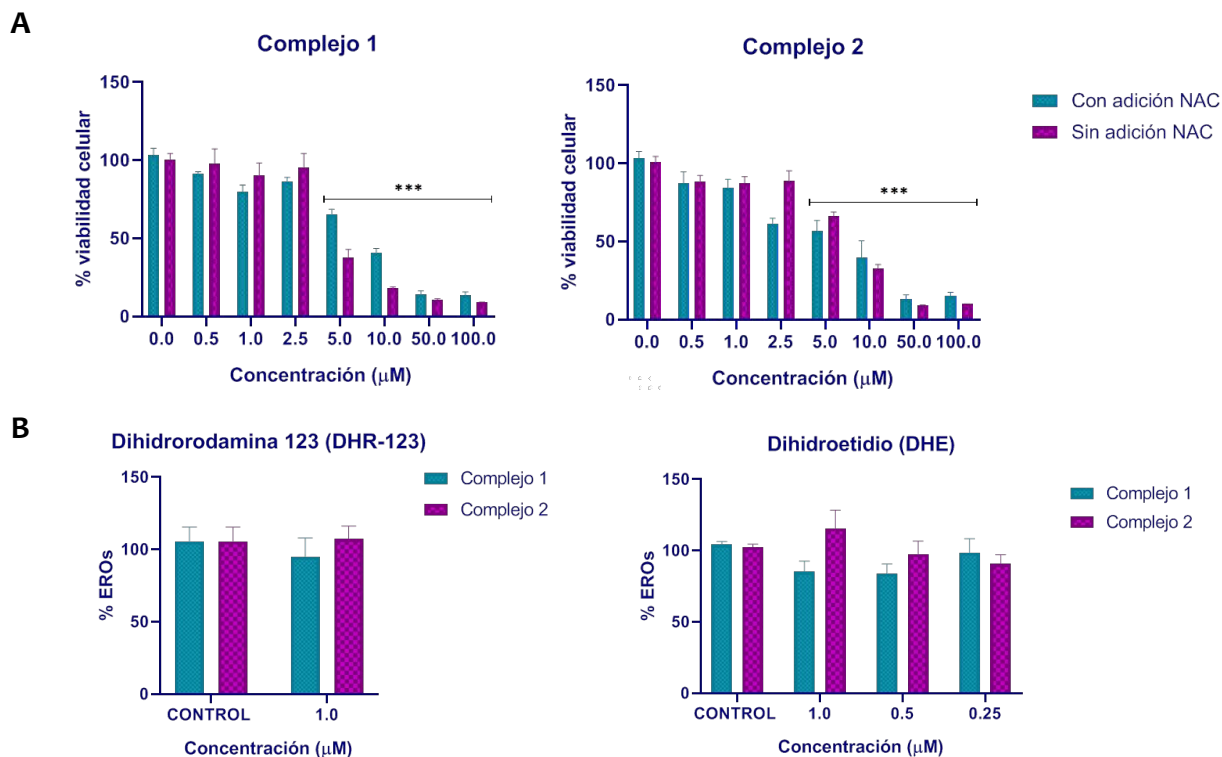 A
Complejo 1
% viabilidad celular
150
100
50
0
***
0.0 0.5 1.0 2.5 5.0 10.0 50.0 100.0
Concentración (µM)
Complejo 2
% viabilidad celular
150
100
50
0
***
0.0 0.5 1.0 2.5 5.0 10.0 50.0 100.0
Concentración (µM)
Con adición NAC
Sin adición NAC
B
Dihidrorodamina 123 (DHR-123)
% EROs
150
100
50
0
CONTROL 1.0
Concentración (µM)
Complejo 1
Complejo 2
Dihidroetidio (DHE)
% EROs
150
100
50
0
CONTROL 1.0 0.5 0.25
Concentración (µM)
Complejo 1
Complejo 2